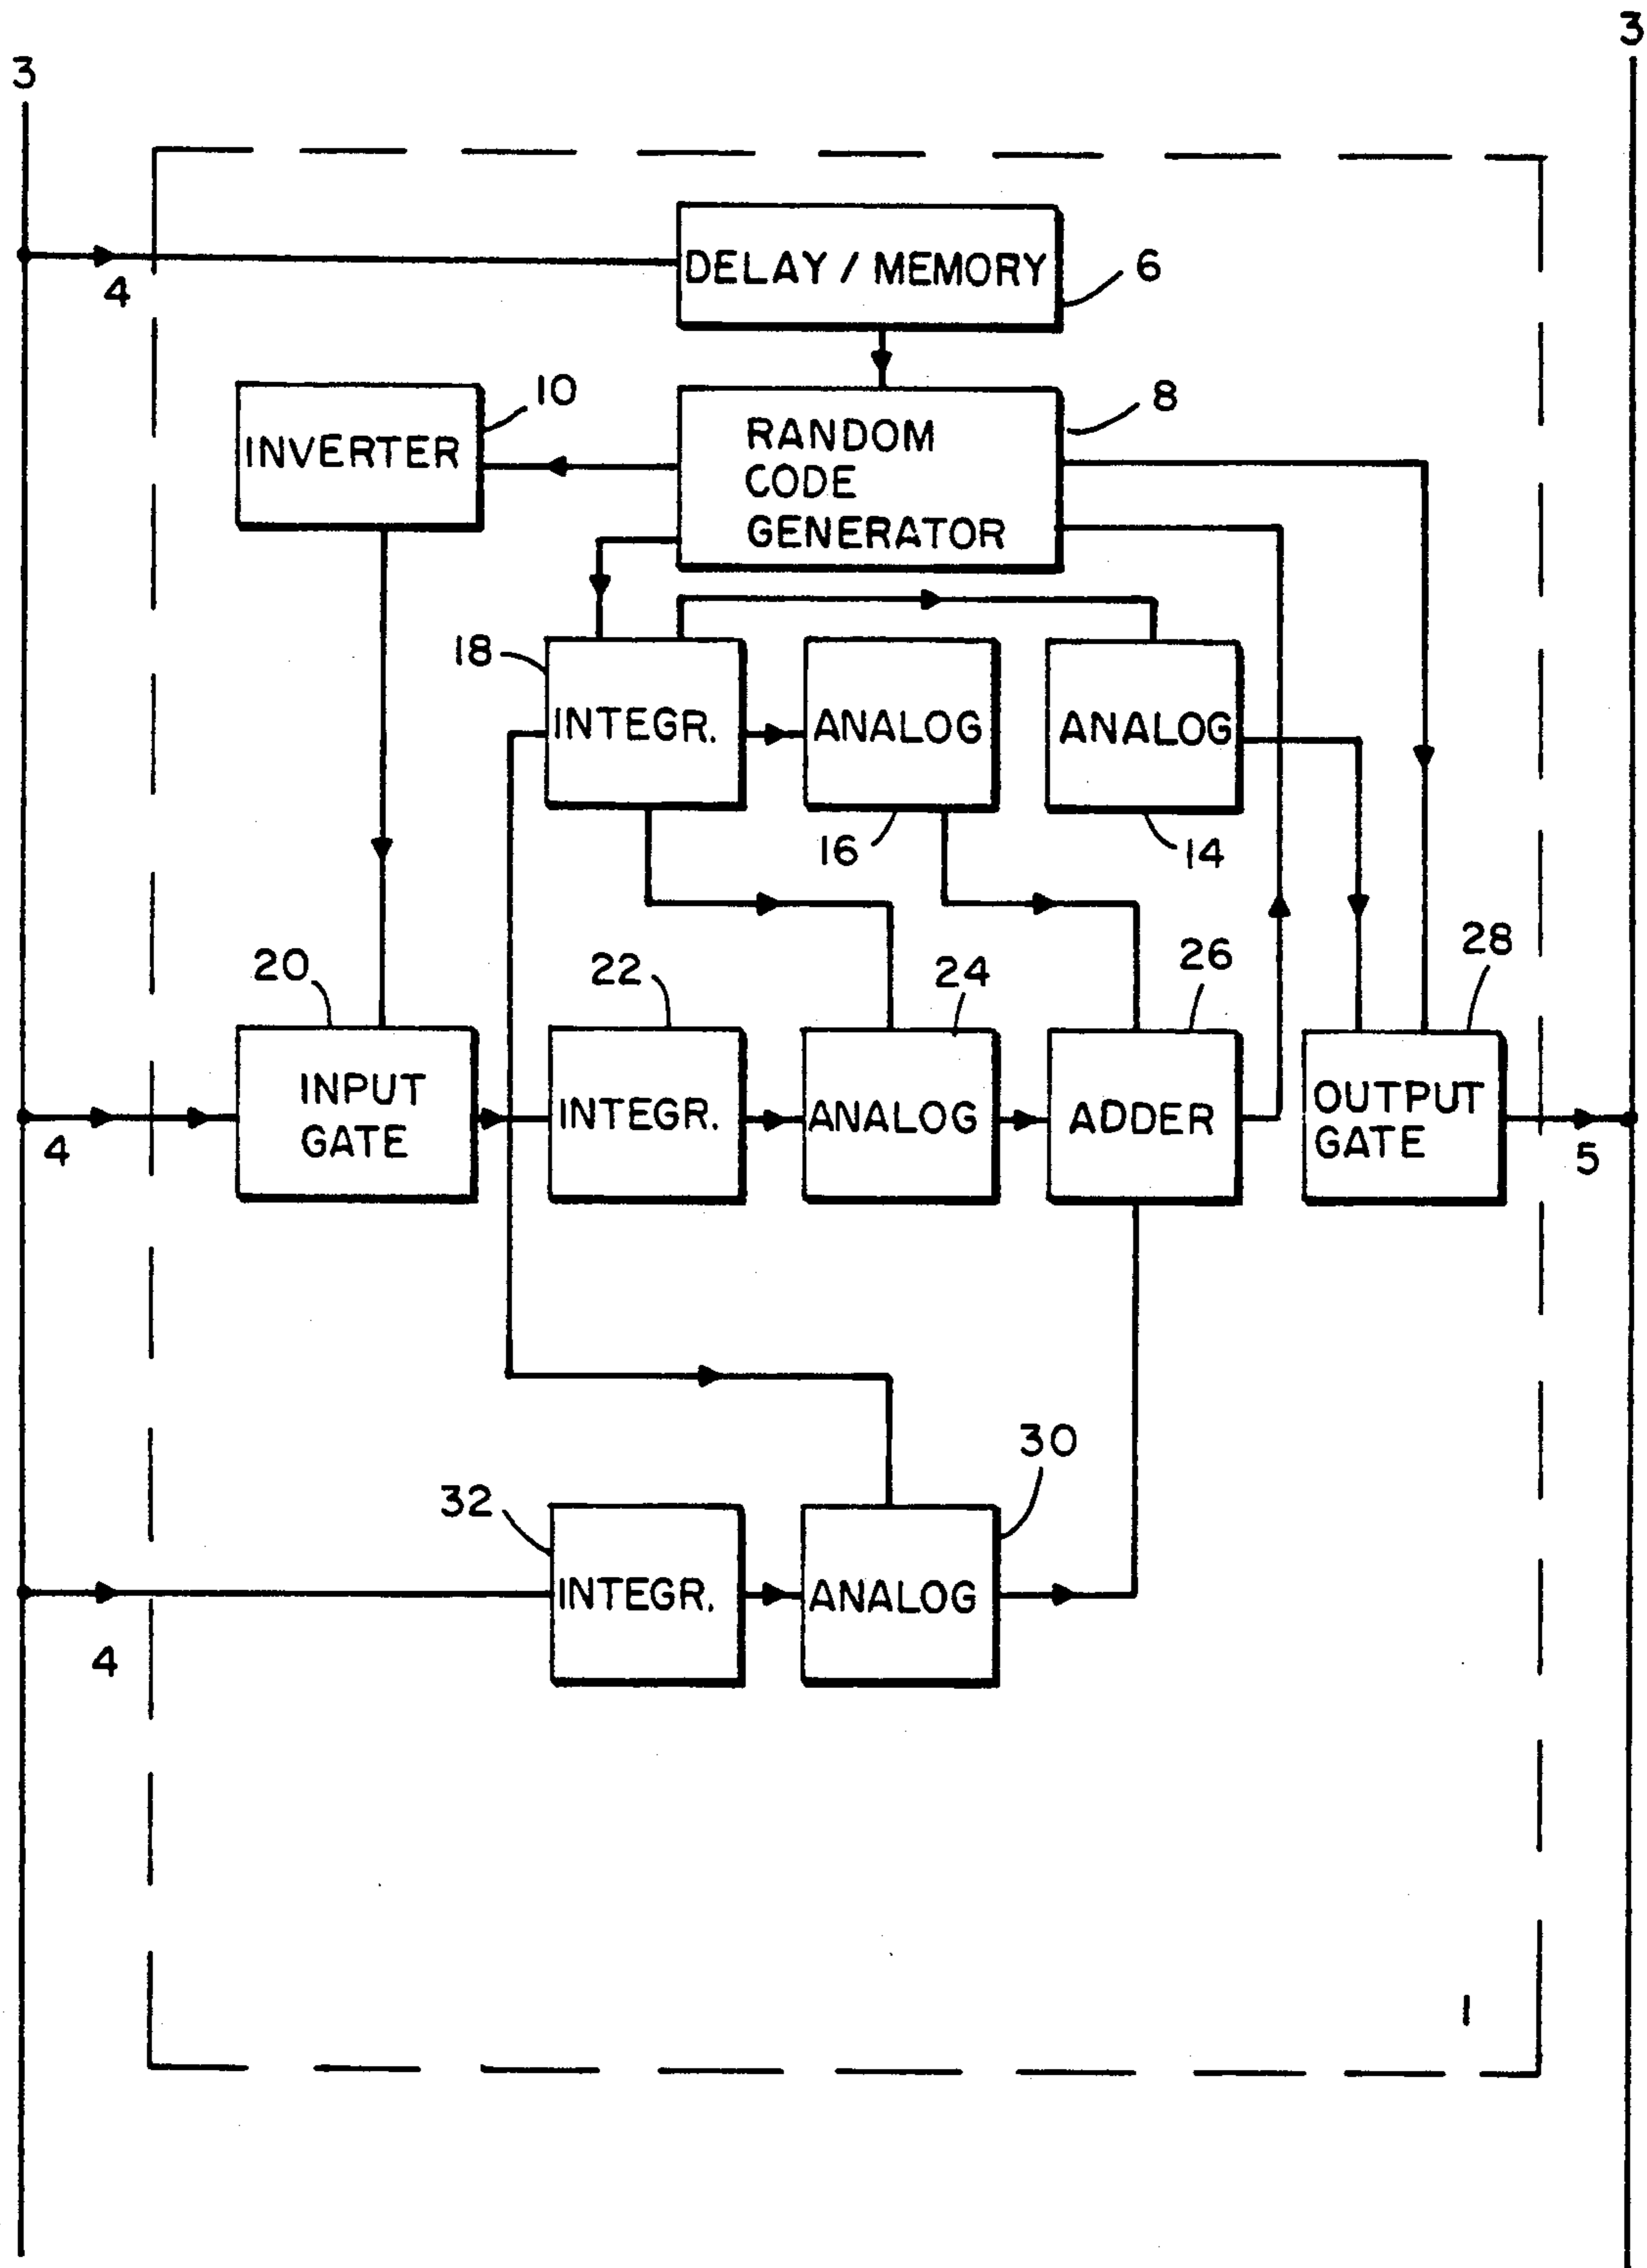 3
3
DELAY / MEMORY
6
4
10
8
INVERTER
RANDOM
CODE
GENERATOR
18
INTEGR.
ANALOG
ANALOG
16
14
20
22
24
26
28
INPUT
GATE
INTEGR.
ANALOG
ADDER
OUTPUT
GATE
4
5
30
32
INTEGR.
ANALOG
4
1